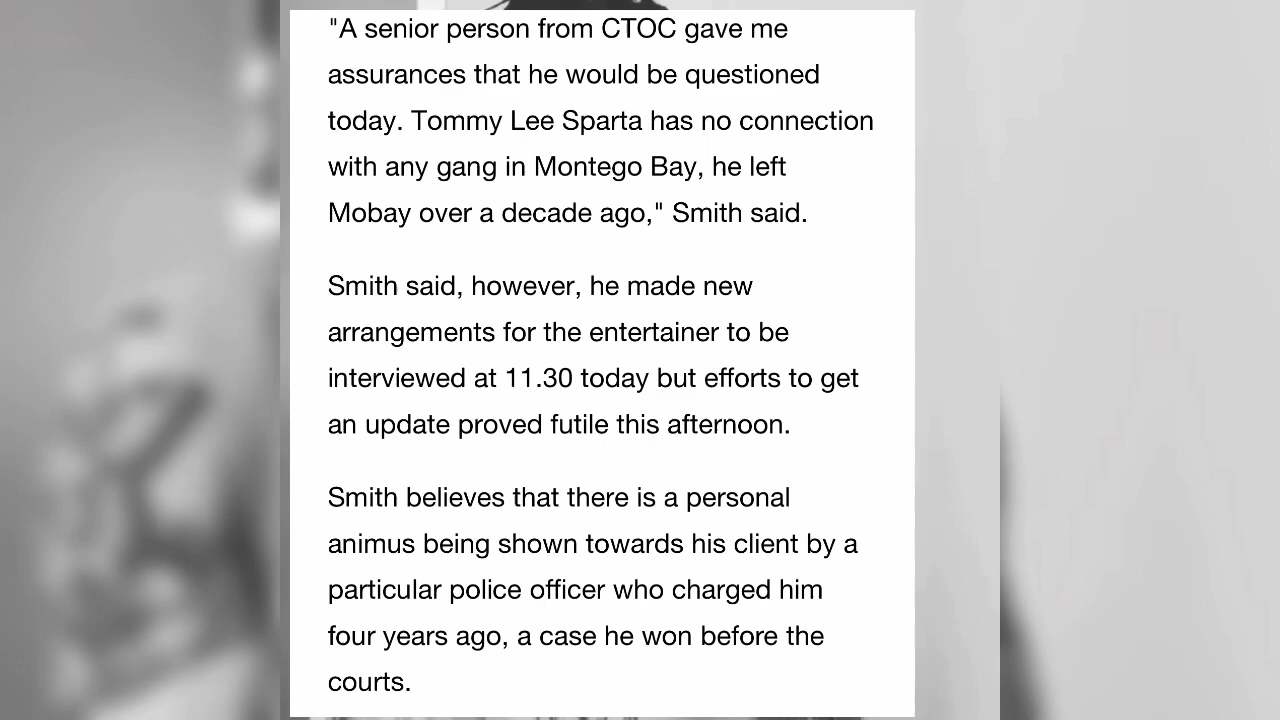 "A senior person from CTOC gave me
assurances that he would be questioned
today. Tommy Lee Sparta has no connection
with any gang in Montego Bay, he left
Mobay over a decade ago," Smith said.
Smith said, however, he made new
arrangements for the entertainer to be
interviewed at 11.30 today but efforts to get
an update proved futile this afternoon.
Smith believes that there is a personal
animus being shown towards his client by a
particular police officer who charged him
four years ago, a case he won before the
courts.